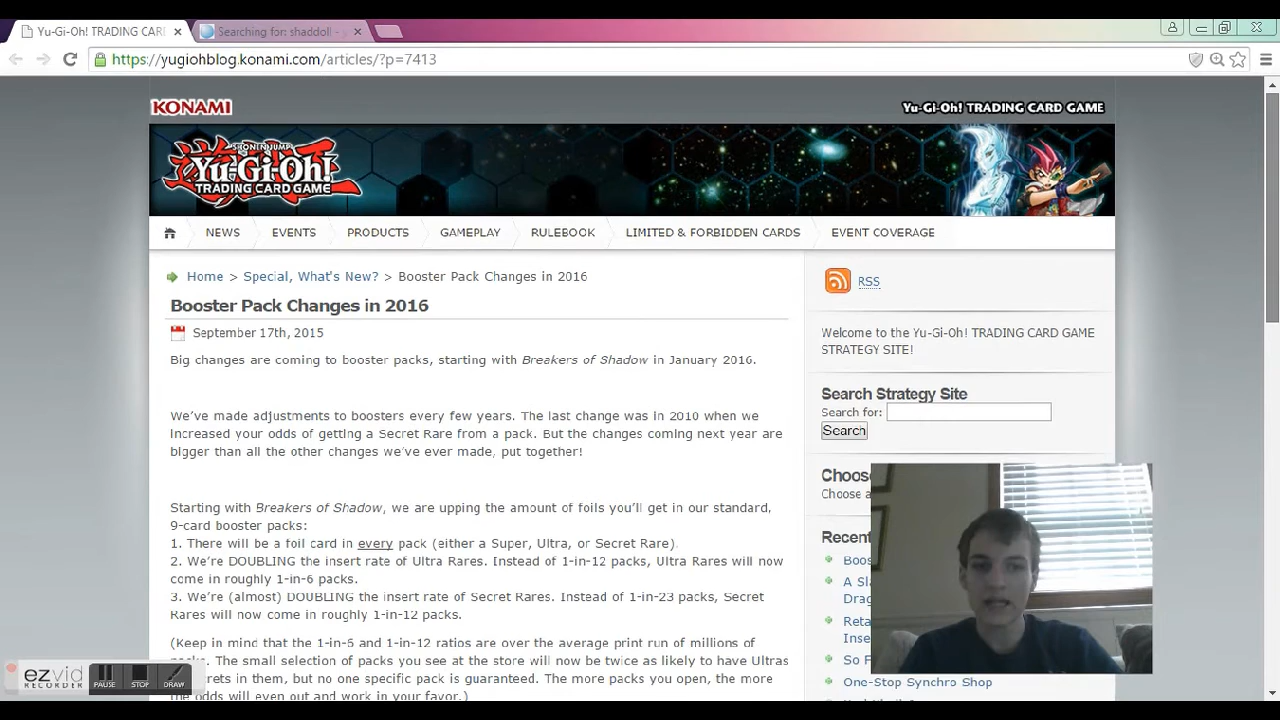 Yu-Gi-Oh! TRADING CAR
Searching for: shaddoll -
https://yugiohblog.konami.com/articles/?p=7413
KONAMI
Yu-Gi-Oh! TRADING CARD GAME
SHONEN JUMP
Yu-Gi-Oh!
TRADING CARD GAME
NEWS
EVENTS
PRODUCTS
GAMEPLAY
RULEBOOK
LIMITED & FORBIDDEN CARDS
EVENT COVERAGE
Home > Special, What's New? > Booster Pack Changes in 2016
Booster Pack Changes in 2016
September 17th, 2015
Big changes are coming to booster packs, starting with Breakers of Shadow in January 2016.
We've made adjustments to boosters every few years. The last change was in 2010 when we
increased your odds of getting a Secret Rare from a pack. But the changes coming next year are
bigger than all the other changes we've ever made, put together!
Starting with Breakers of Shadow, we are upping the amount of foils you'll get in our standard,
9-card booster packs:
1. There will be a foil card in every pack (either a Super, Ultra, or Secret Rare).
2. We're DOUBLING the insert rate of Ultra Rares. Instead of 1-in-12 packs, Ultra Rares will now
come in roughly 1-in-6 packs.
3. We're (almost) DOUBLING the insert rate of Secret Rares. Instead of 1-in-23 packs, Secret
Rares will now come in roughly 1-in-12 packs.
(Keep in mind that the 1-in-6 and 1-in-12 ratios are over the average print run of millions of
The small selection of packs you see at the store will now be twice as likely to have Ultras
in them, but no one specific pack is guaranteed. The more packs you open, the more
the odds will even out and work in your favor.)
RSS
Welcome to the Yu-Gi-Oh! TRADING CARD GAME
STRATEGY SITE!
Search Strategy Site
Search for:
Search
Choos
Choose a
Recent
Boos
A Sl
Drag
Reta
Inse
So F
One-Stop Synchro Shop
ezvid
RECORDER
PAUSE
STOP
DRAW